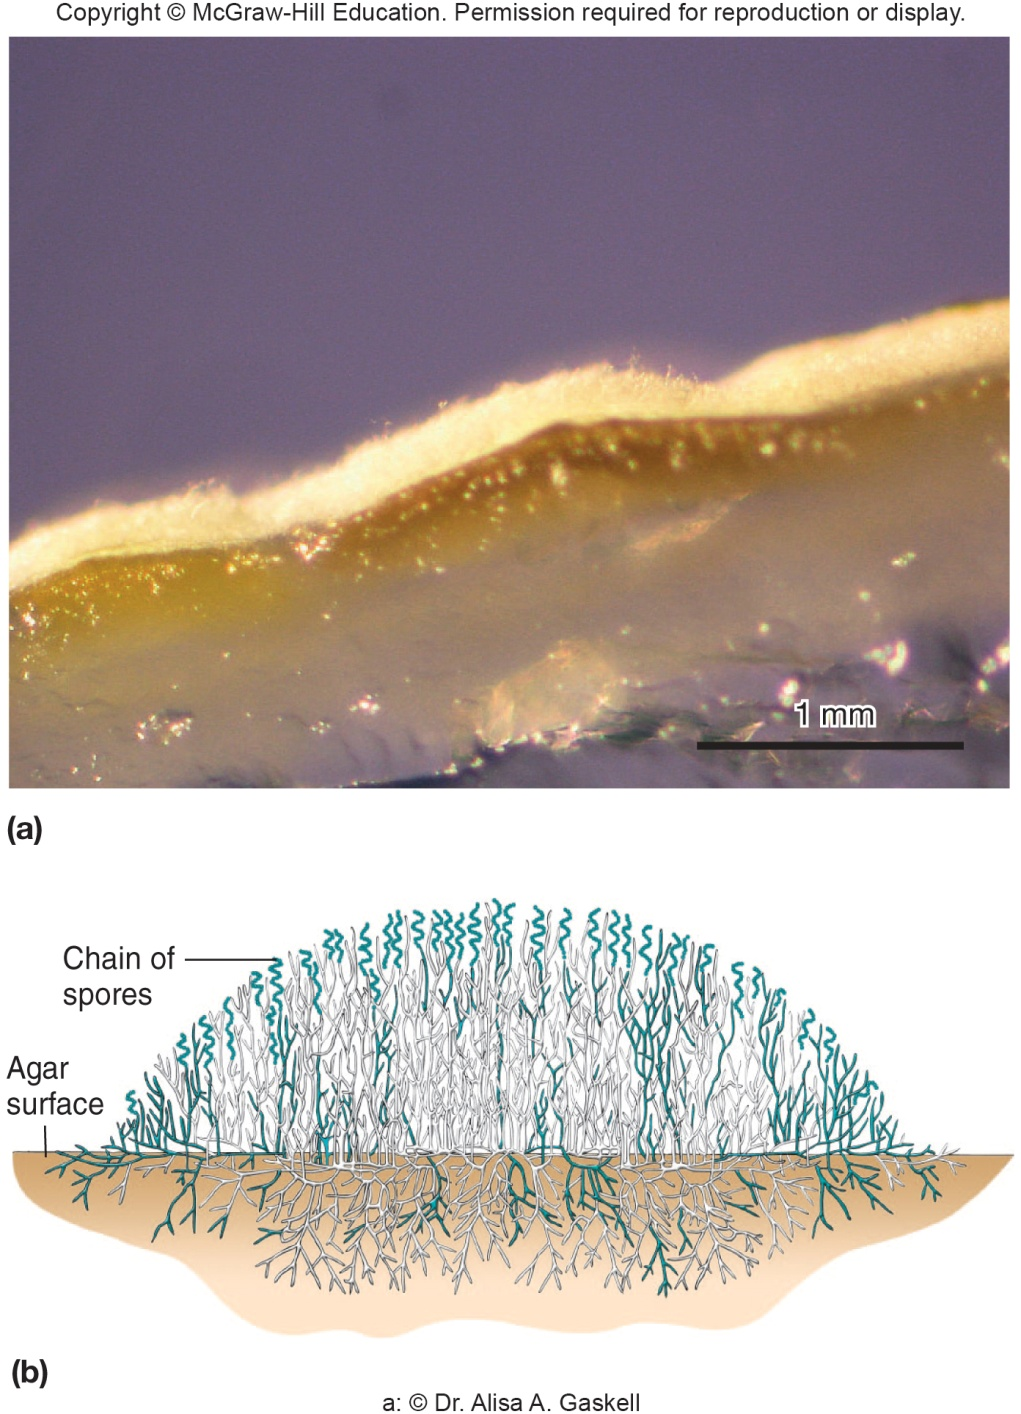 Copyright © McGraw-Hill Education. Permission required for reproduction or display.
1 mm
(a)
Chain of
spores
Agar
surface
(b)
a: © Dr. Alisa A. Gaskell